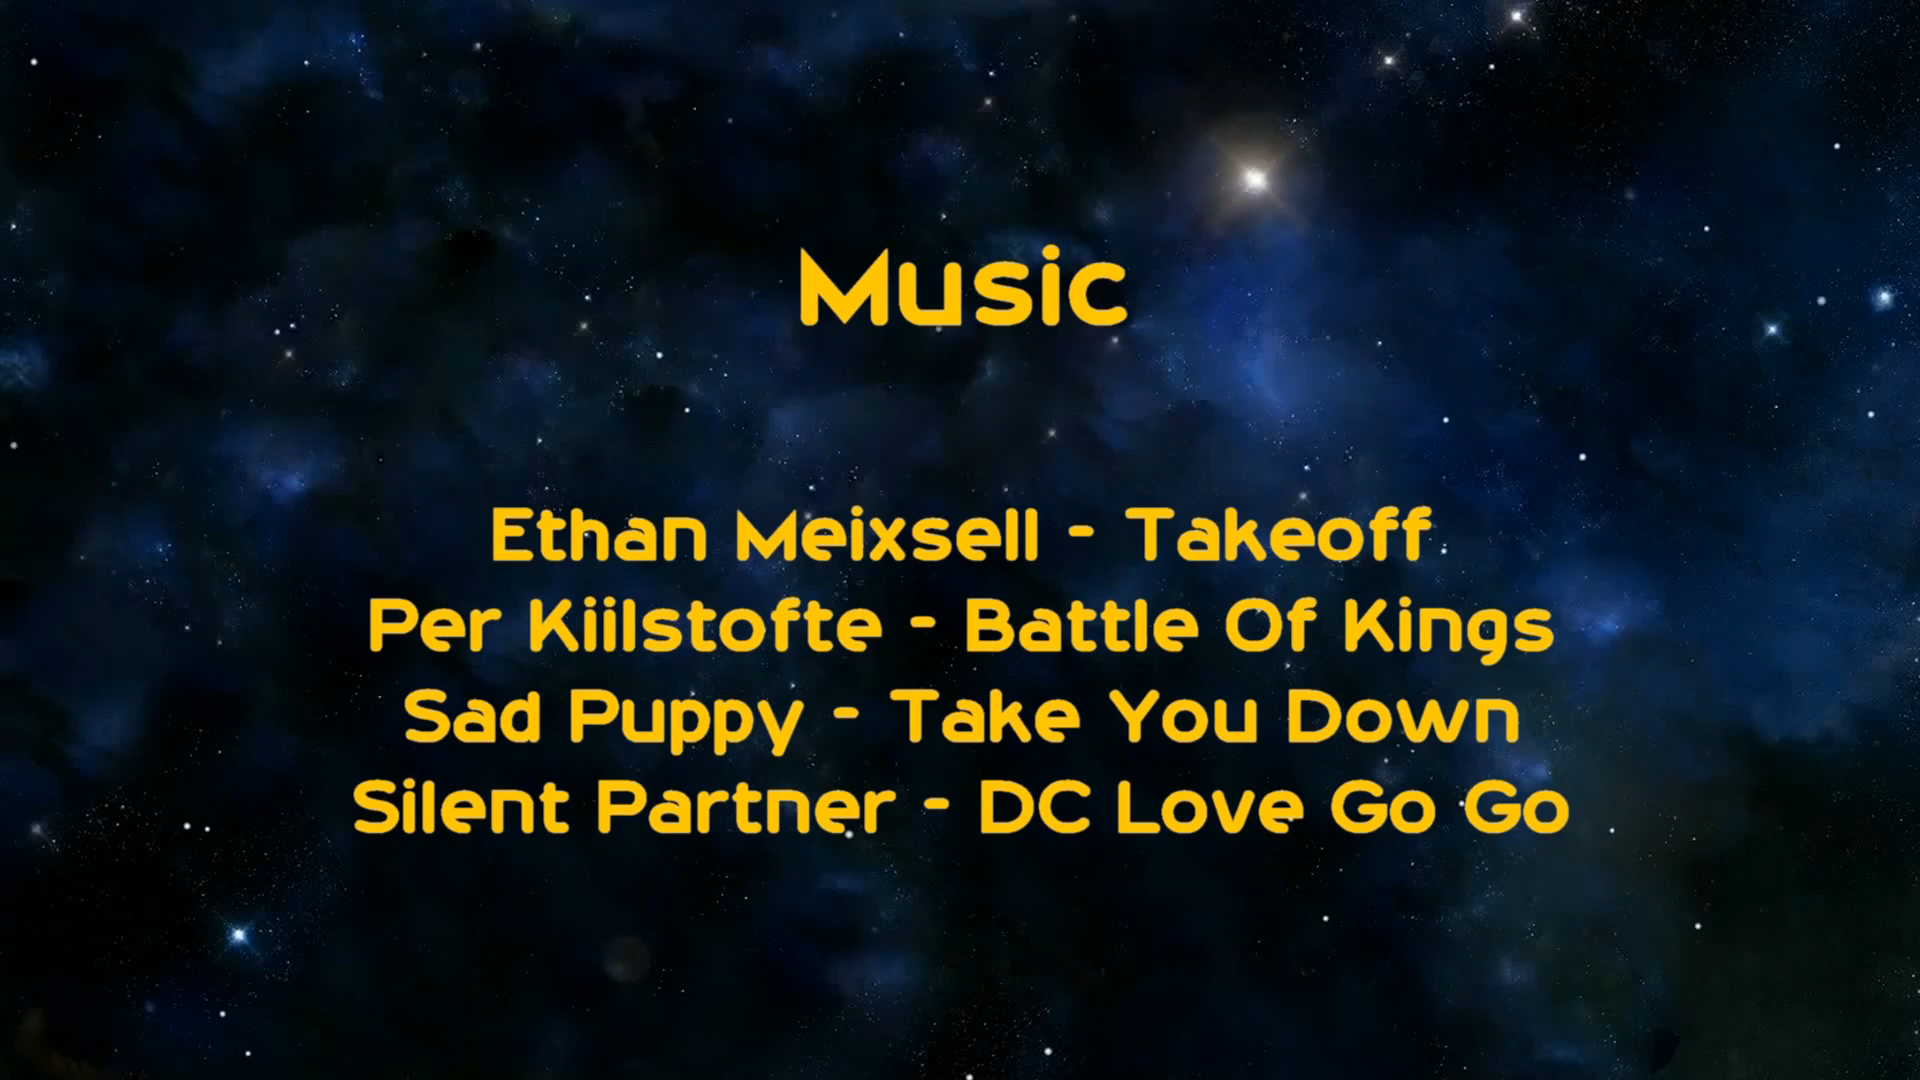 Music
Ethan Meixsell - Takeoff
Per Kiilstofte - Battle Of Kings
Sad Puppy - Take You Down
Silent Partner - DC Love Go Go